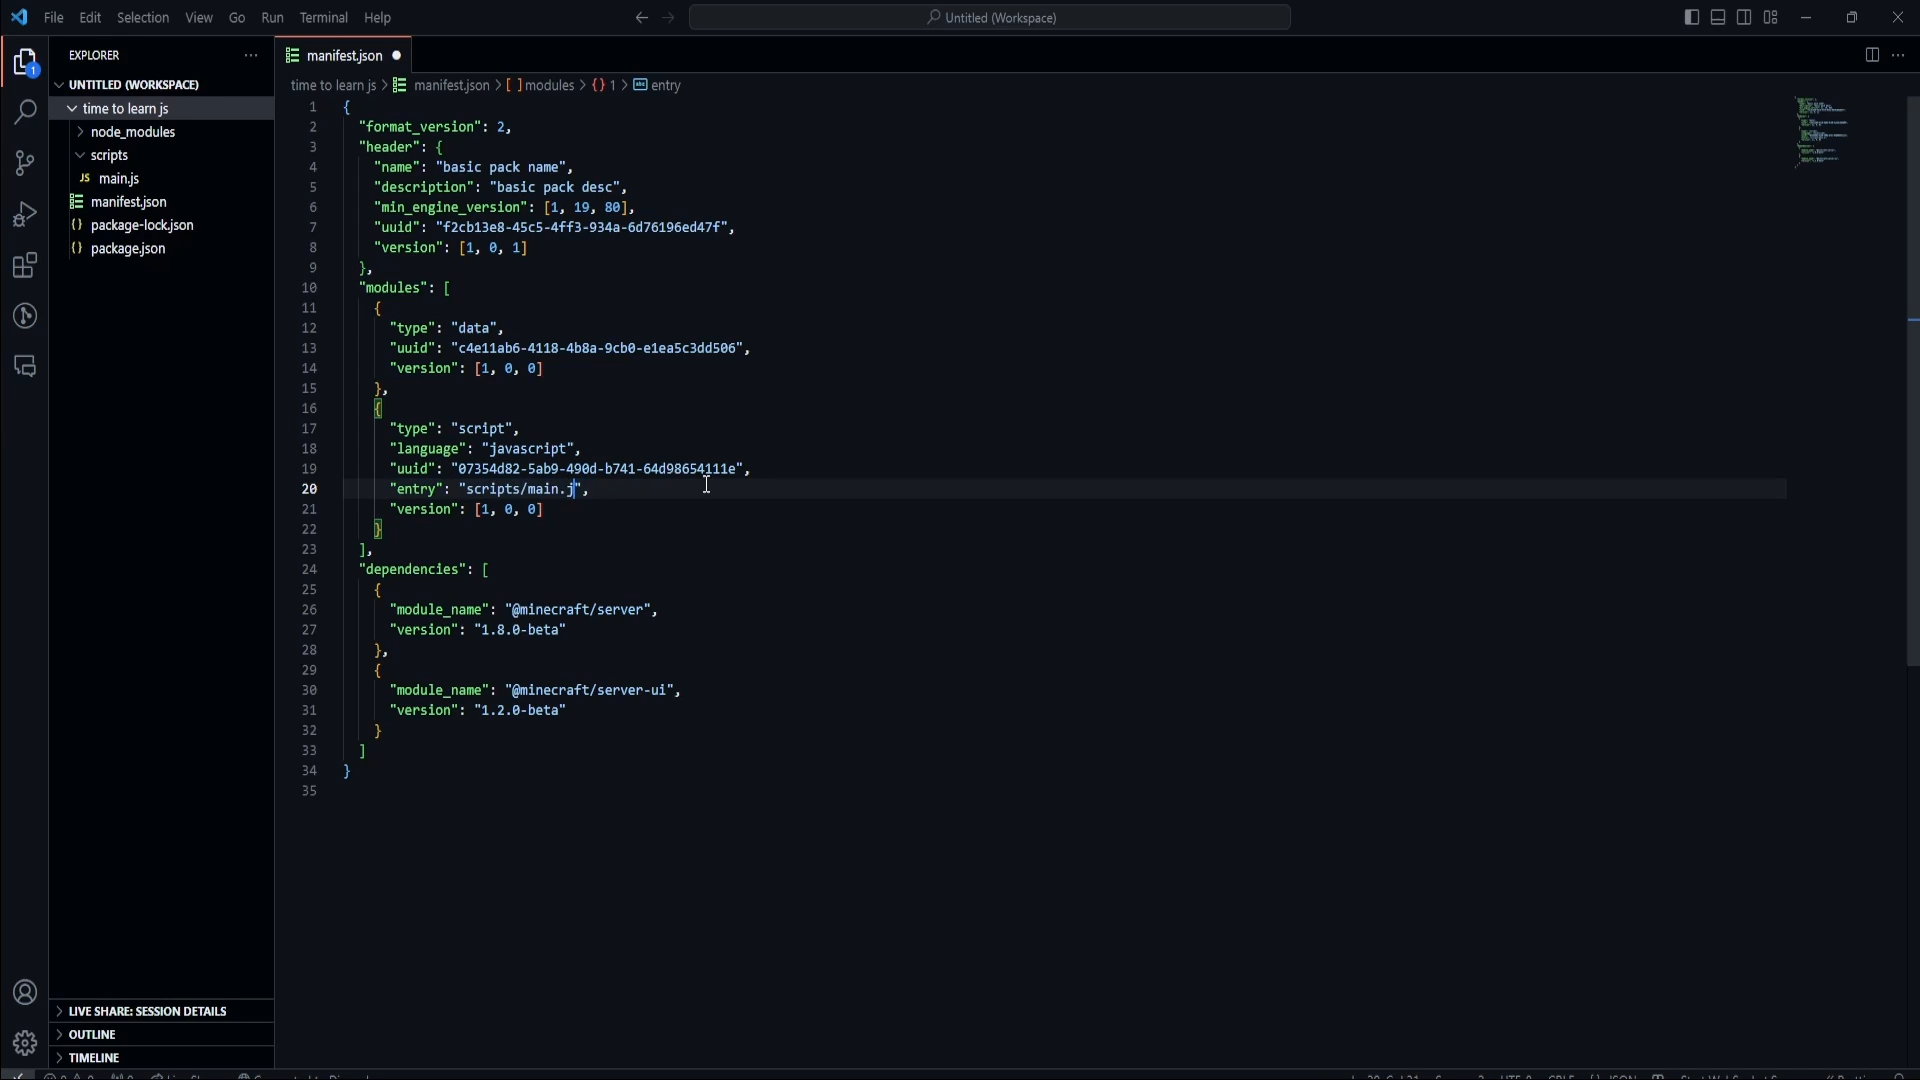 File Edit Selection View Go Run Terminal Help
Untitled (Workspace)
EXPLORER
manifest.json
1
UNTITLED (WORKSPACE)
time to learn js
node_modules
scripts
main.js
manifest.json
package-lock.json
package.json
time to learn js > manifest.json > [ ] modules > {} 1 > entry
1 {
2 "format_version": 2,
3 "header": {
4 "name": "basic pack name",
5 "description": "basic pack desc",
6 "min_engine_version": [1, 19, 80],
7 "uuid": "f2cb13e8-45c5-4ff3-934a-6d76196ed47f",
8 "version": [1, 0, 1]
9 },
10 "modules": [
11 {
12 "type": "data",
13 "uuid": "c4e11ab6-4118-4b8a-9cb0-e1ea5c3dd506",
14 "version": [1, 0, 0]
15 },
16 {
17 "type": "script",
18 "language": "javascript",
19 "uuid": "07354d82-5ab9-490d-b741-64d98654111e",
20 "entry": "scripts/main.j",
21 "version": [1, 0, 0]
22 }
23 ],
24 "dependencies": [
25 {
26 "module_name": "@minecraft/server",
27 "version": "1.8.0-beta"
28 },
29 {
30 "module_name": "@minecraft/server-ui",
31 "version": "1.2.0-beta"
32 }
33 ]
34 }
35
LIVE SHARE: SESSION DETAILS
OUTLINE
TIMELINE